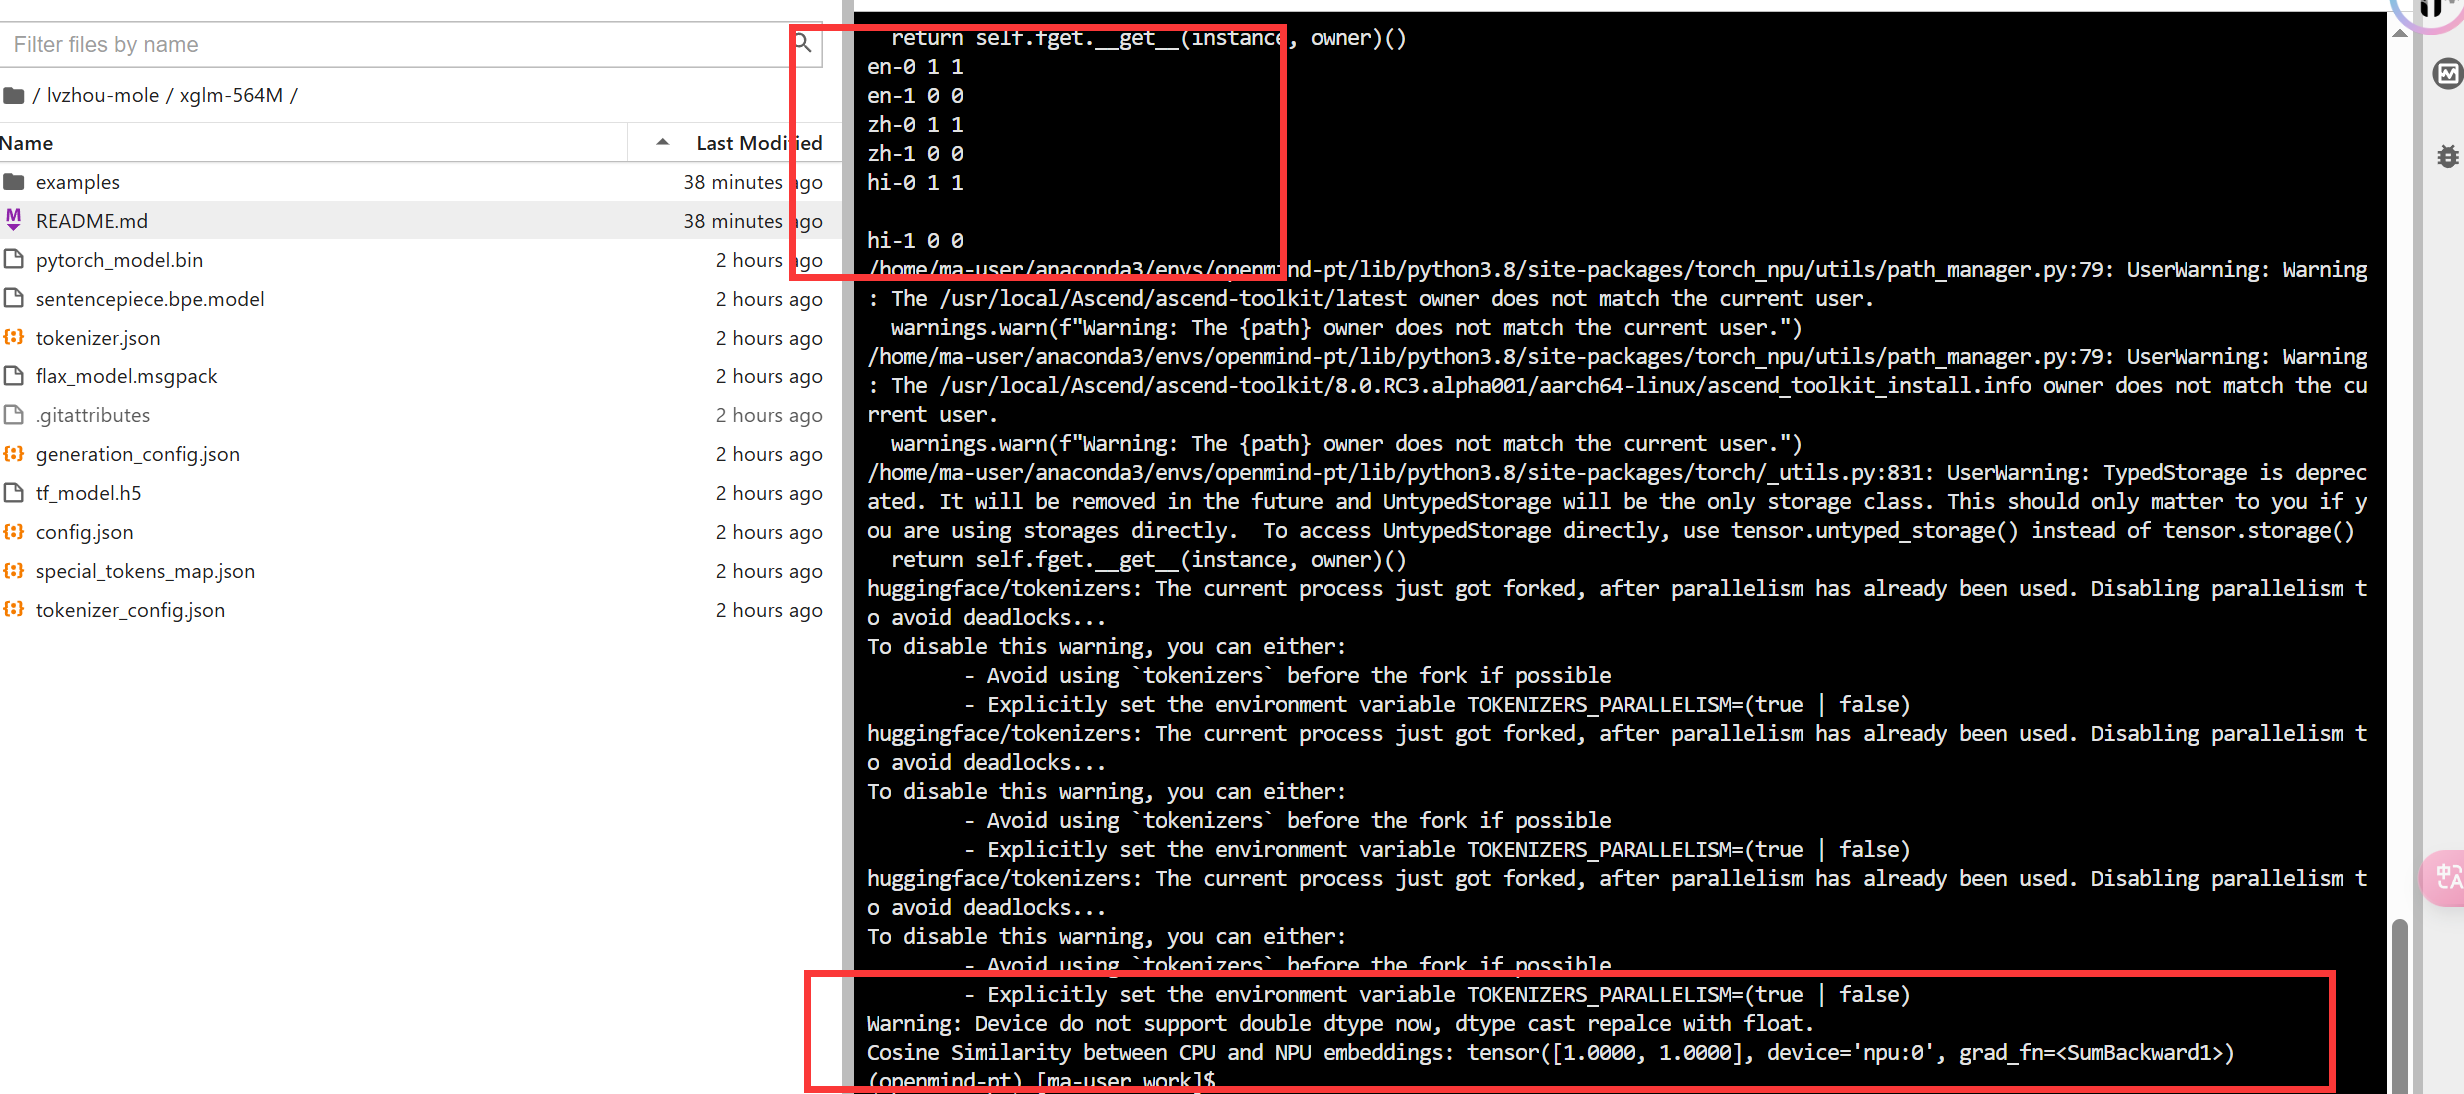 Filter files by name
/ lvzhou-mole / xglm-564M /
Name Last Modified
examples 38 minutes ago
README.md 38 minutes ago
pytorch_model.bin 2 hours ago
sentencepiece.bpe.model 2 hours ago
tokenizer.json 2 hours ago
flax_model.msgpack 2 hours ago
.gitattributes 2 hours ago
generation_config.json 2 hours ago
tf_model.h5 2 hours ago
config.json 2 hours ago
special_tokens_map.json 2 hours ago
tokenizer_config.json 2 hours ago
return self.fget.__get__(instance, owner)()
en-0 1 1
en-1 0 0
zh-0 1 1
zh-1 0 0
hi-0 1 1
hi-1 0 0
/home/ma-user/anaconda3/envs/openmind-pt/lib/python3.8/site-packages/torch_npu/utils/path_manager.py:79: UserWarning: Warning
: The /usr/local/Ascend/ascend-toolkit/latest owner does not match the current user.
warnings.warn(f"Warning: The {path} owner does not match the current user.")
/home/ma-user/anaconda3/envs/openmind-pt/lib/python3.8/site-packages/torch_npu/utils/path_manager.py:79: UserWarning: Warning
: The /usr/local/Ascend/ascend-toolkit/8.0.RC3.alpha001/aarch64-linux/ascend_toolkit_install.info owner does not match the cu
rrent user.
warnings.warn(f"Warning: The {path} owner does not match the current user.")
/home/ma-user/anaconda3/envs/openmind-pt/lib/python3.8/site-packages/torch/_utils.py:831: UserWarning: TypedStorage is deprec
ated. It will be removed in the future and UntypedStorage will be the only storage class. This should only matter to you if y
ou are using storages directly.  To access UntypedStorage directly, use tensor.untyped_storage() instead of tensor.storage()
return self.fget.__get__(instance, owner)()
huggingface/tokenizers: The current process just got forked, after parallelism has already been used. Disabling parallelism t
o avoid deadlocks...
To disable this warning, you can either:
- Avoid using `tokenizers` before the fork if possible
- Explicitly set the environment variable TOKENIZERS_PARALLELISM=(true | false)
huggingface/tokenizers: The current process just got forked, after parallelism has already been used. Disabling parallelism t
o avoid deadlocks...
To disable this warning, you can either:
- Avoid using `tokenizers` before the fork if possible
- Explicitly set the environment variable TOKENIZERS_PARALLELISM=(true | false)
huggingface/tokenizers: The current process just got forked, after parallelism has already been used. Disabling parallelism t
o avoid deadlocks...
To disable this warning, you can either:
- Avoid using `tokenizers` before the fork if possible
- Explicitly set the environment variable TOKENIZERS_PARALLELISM=(true | false)
Warning: Device do not support double dtype now, dtype cast repalce with float.
Cosine Similarity between CPU and NPU embeddings: tensor([1.0000, 1.0000], device='npu:0', grad_fn=<SumBackward1>)
(openmind-pt) [ma-user work]$
中A